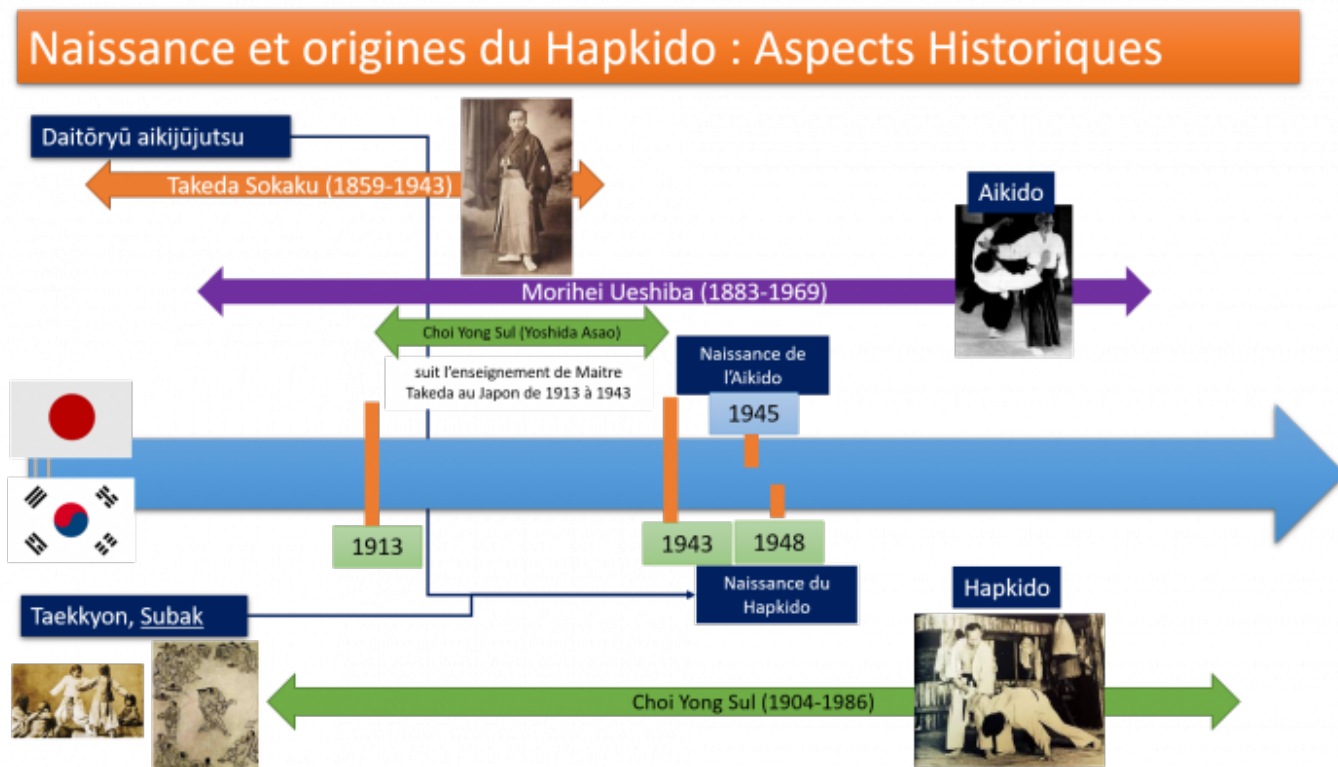 Naissance et origines du Hapkido : Aspects Historiques
Daitōryū aikijūjutsu
Takeda Sokaku (1859-1943)
Aikido
Morihei Ueshiba (1883-1969)
Choi Yong Sul (Yoshida Asao)
suit l'enseignement de Maitre
Takeda au Japon de 1913 à 1943
Naissance de
l'Aikido
1945
1913
1943
1948
Naissance du
Hapkido
Taekkyon, Subak
Hapkido
Choi Yong Sul (1904-1986)